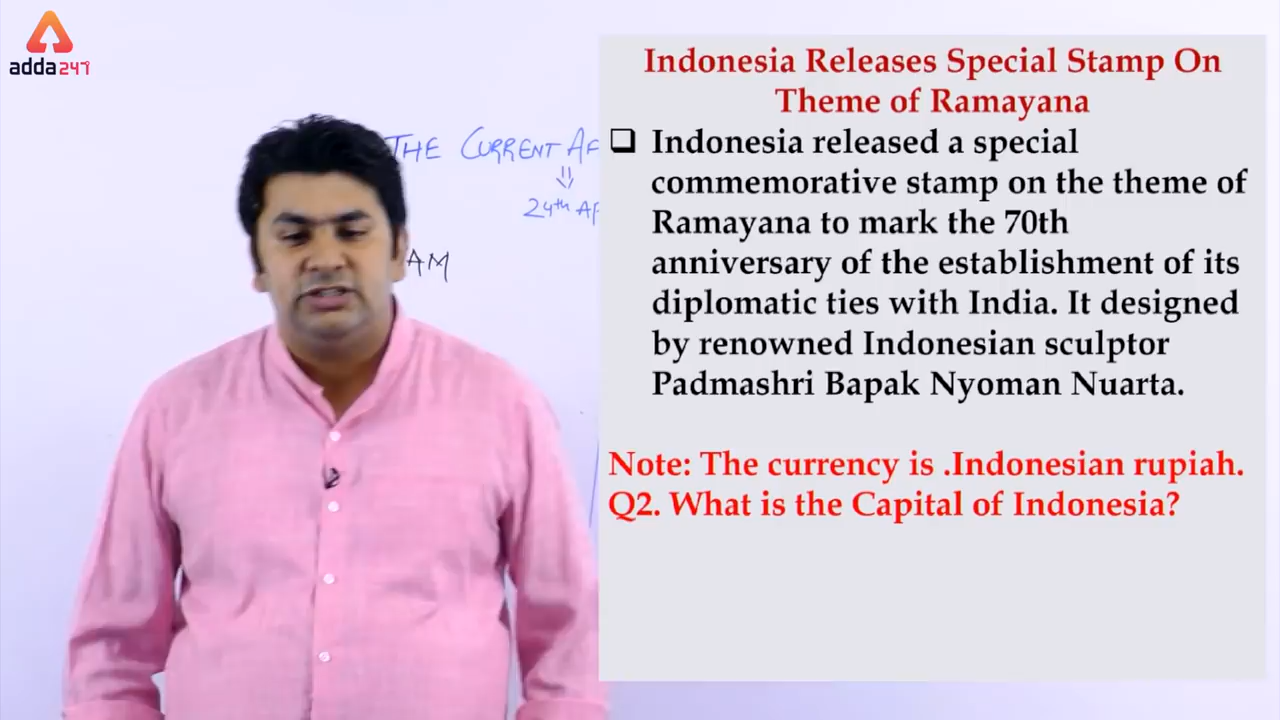 adda247
THE CURRENT AF
24th AP
AM
Indonesia Releases Special Stamp On
Theme of Ramayana
❑ Indonesia released a special
commemorative stamp on the theme of
Ramayana to mark the 70th
anniversary of the establishment of its
diplomatic ties with India. It designed
by renowned Indonesian sculptor
Padmashri Bapak Nyoman Nuarta.
Note: The currency is .Indonesian rupiah.
Q2. What is the Capital of Indonesia?